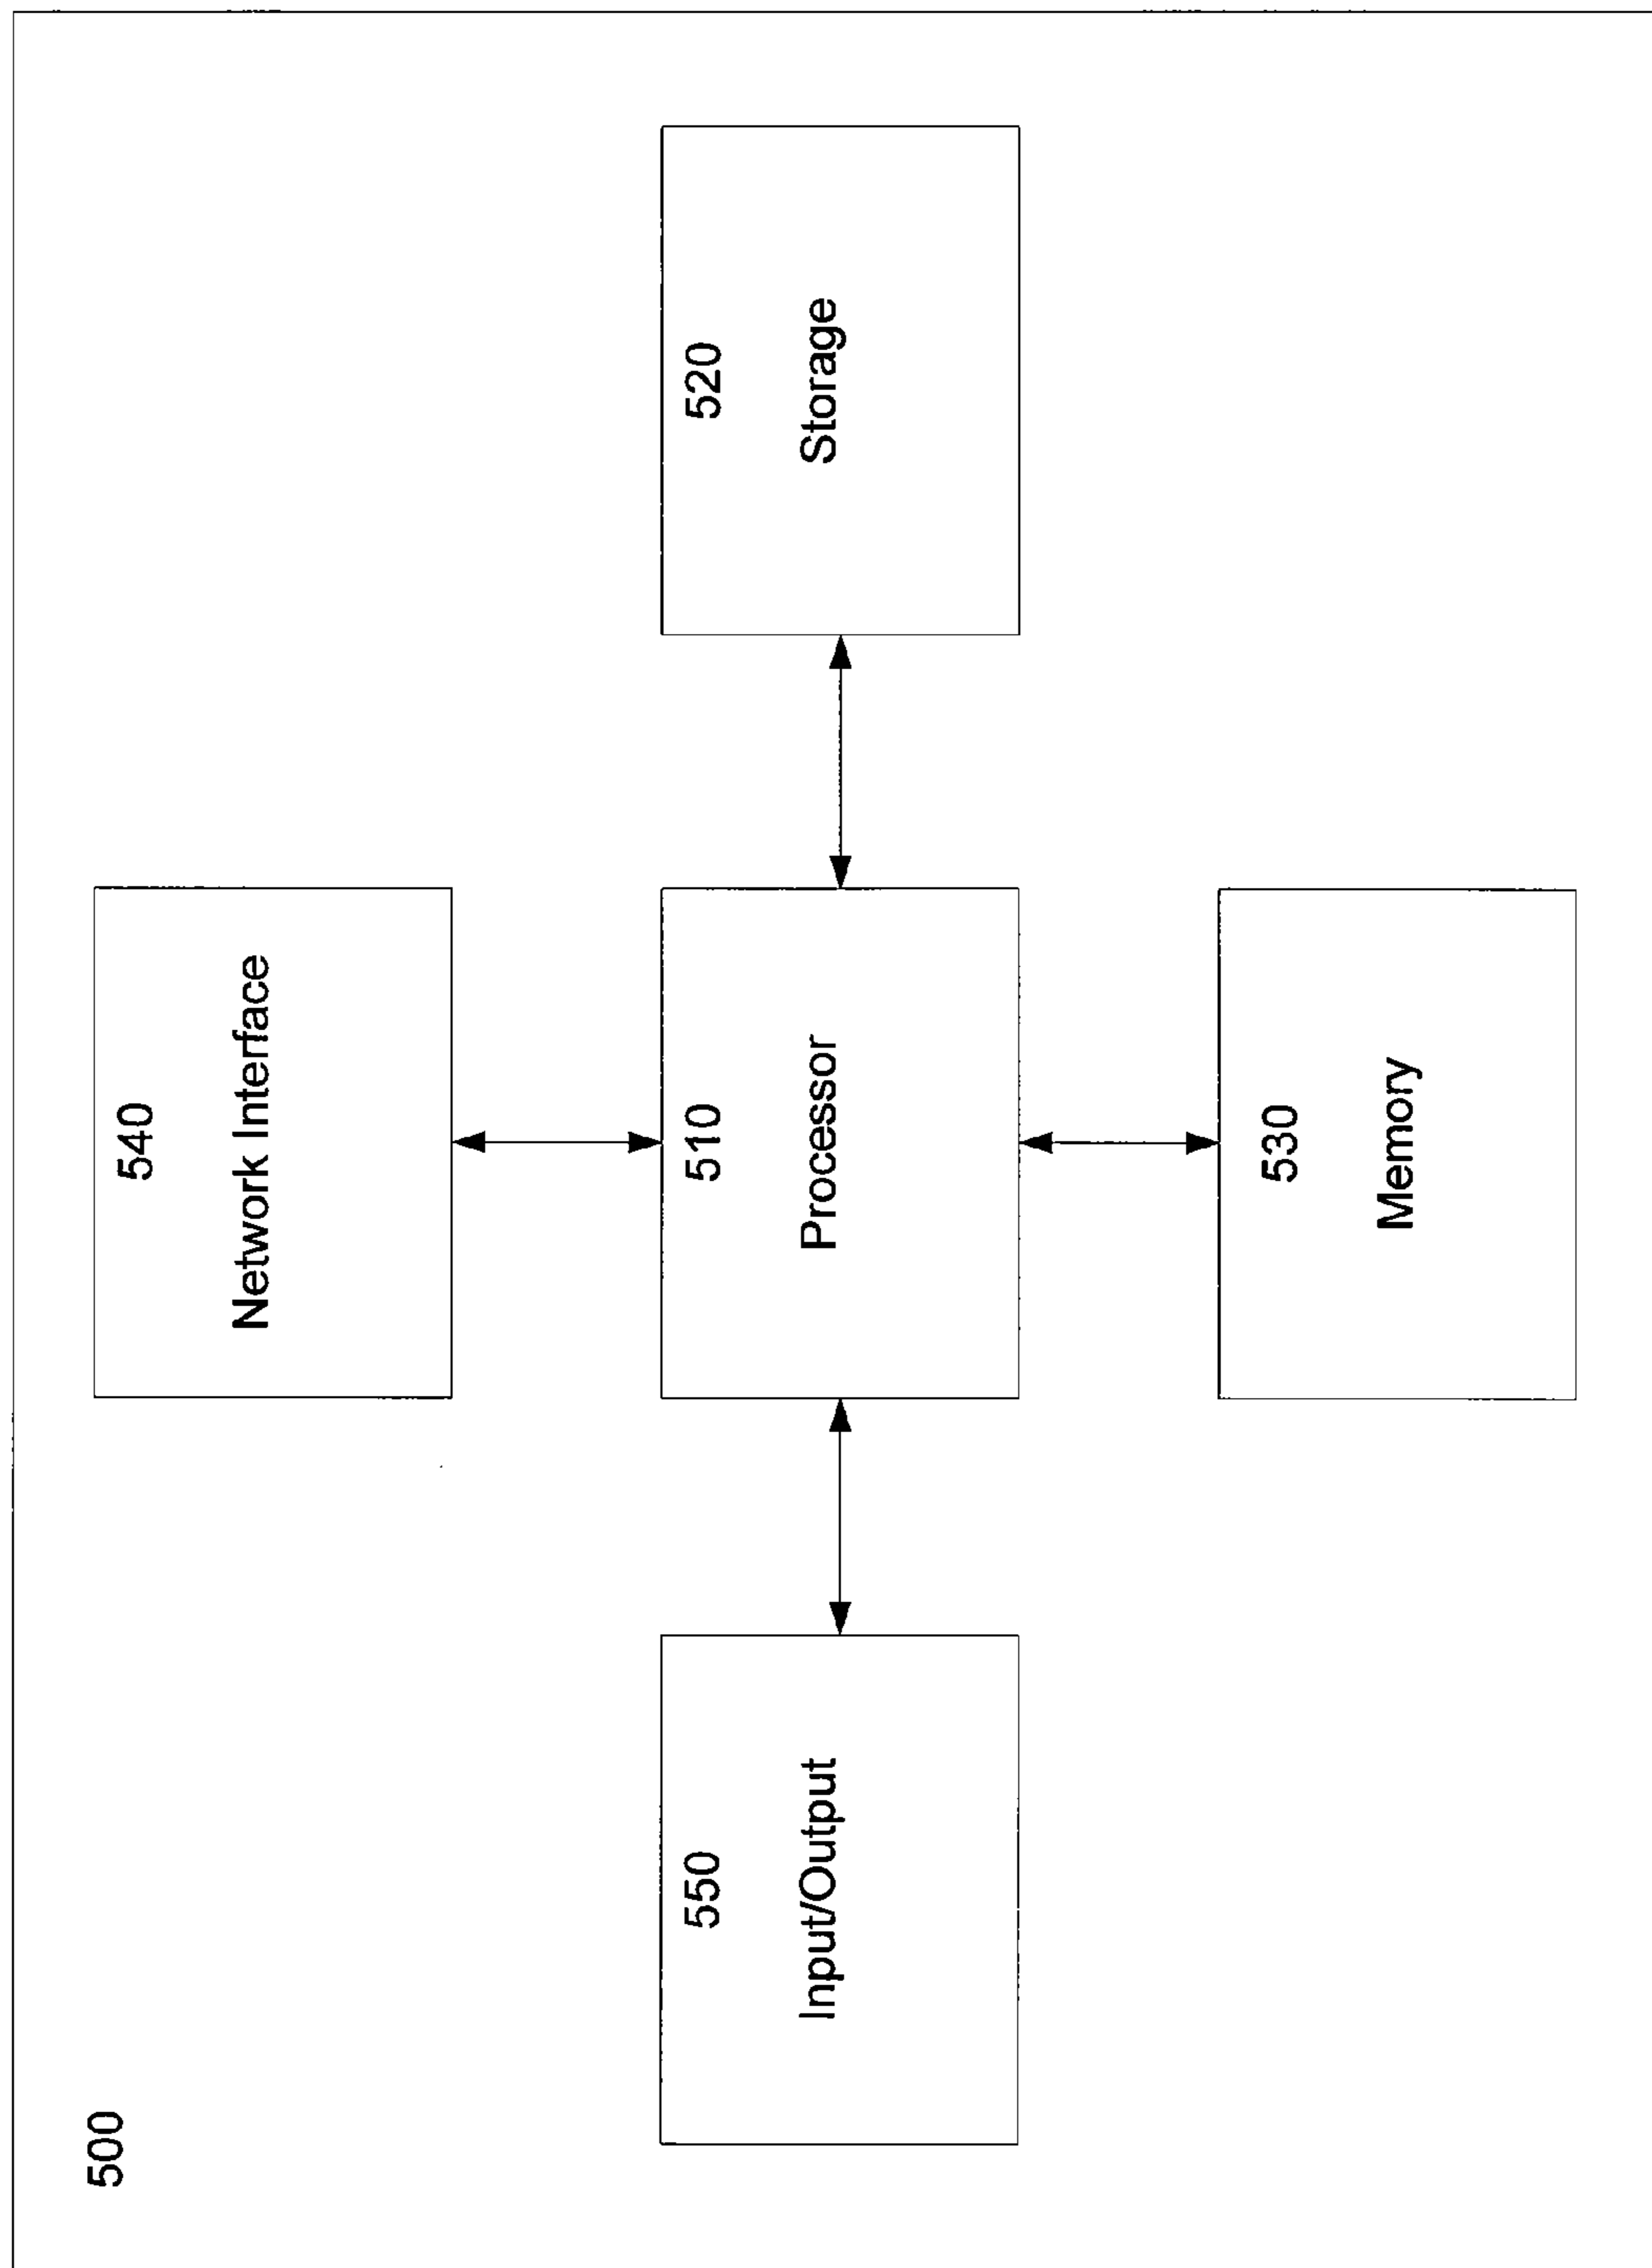 500
540
Network Interface
550
Input/Output
510
Processor
520
Storage
530
Memory